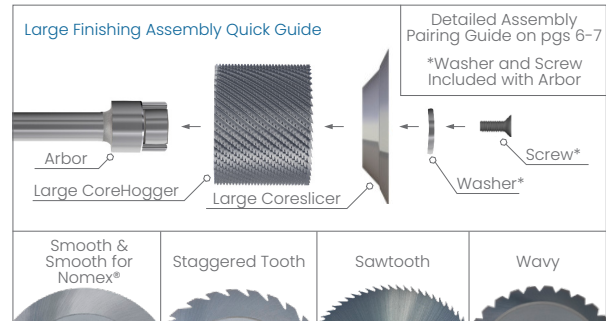 Large Finishing Assembly Quick Guide
Detailed Assembly
Pairing Guide on pgs 6-7
*Washer and Screw
Included with Arbor
Arbor
Large CoreHogger
Large Coreslicer
Washer*
Screw*
Smooth &
Smooth for
Nomex®
Staggered Tooth
Sawtooth
Wavy